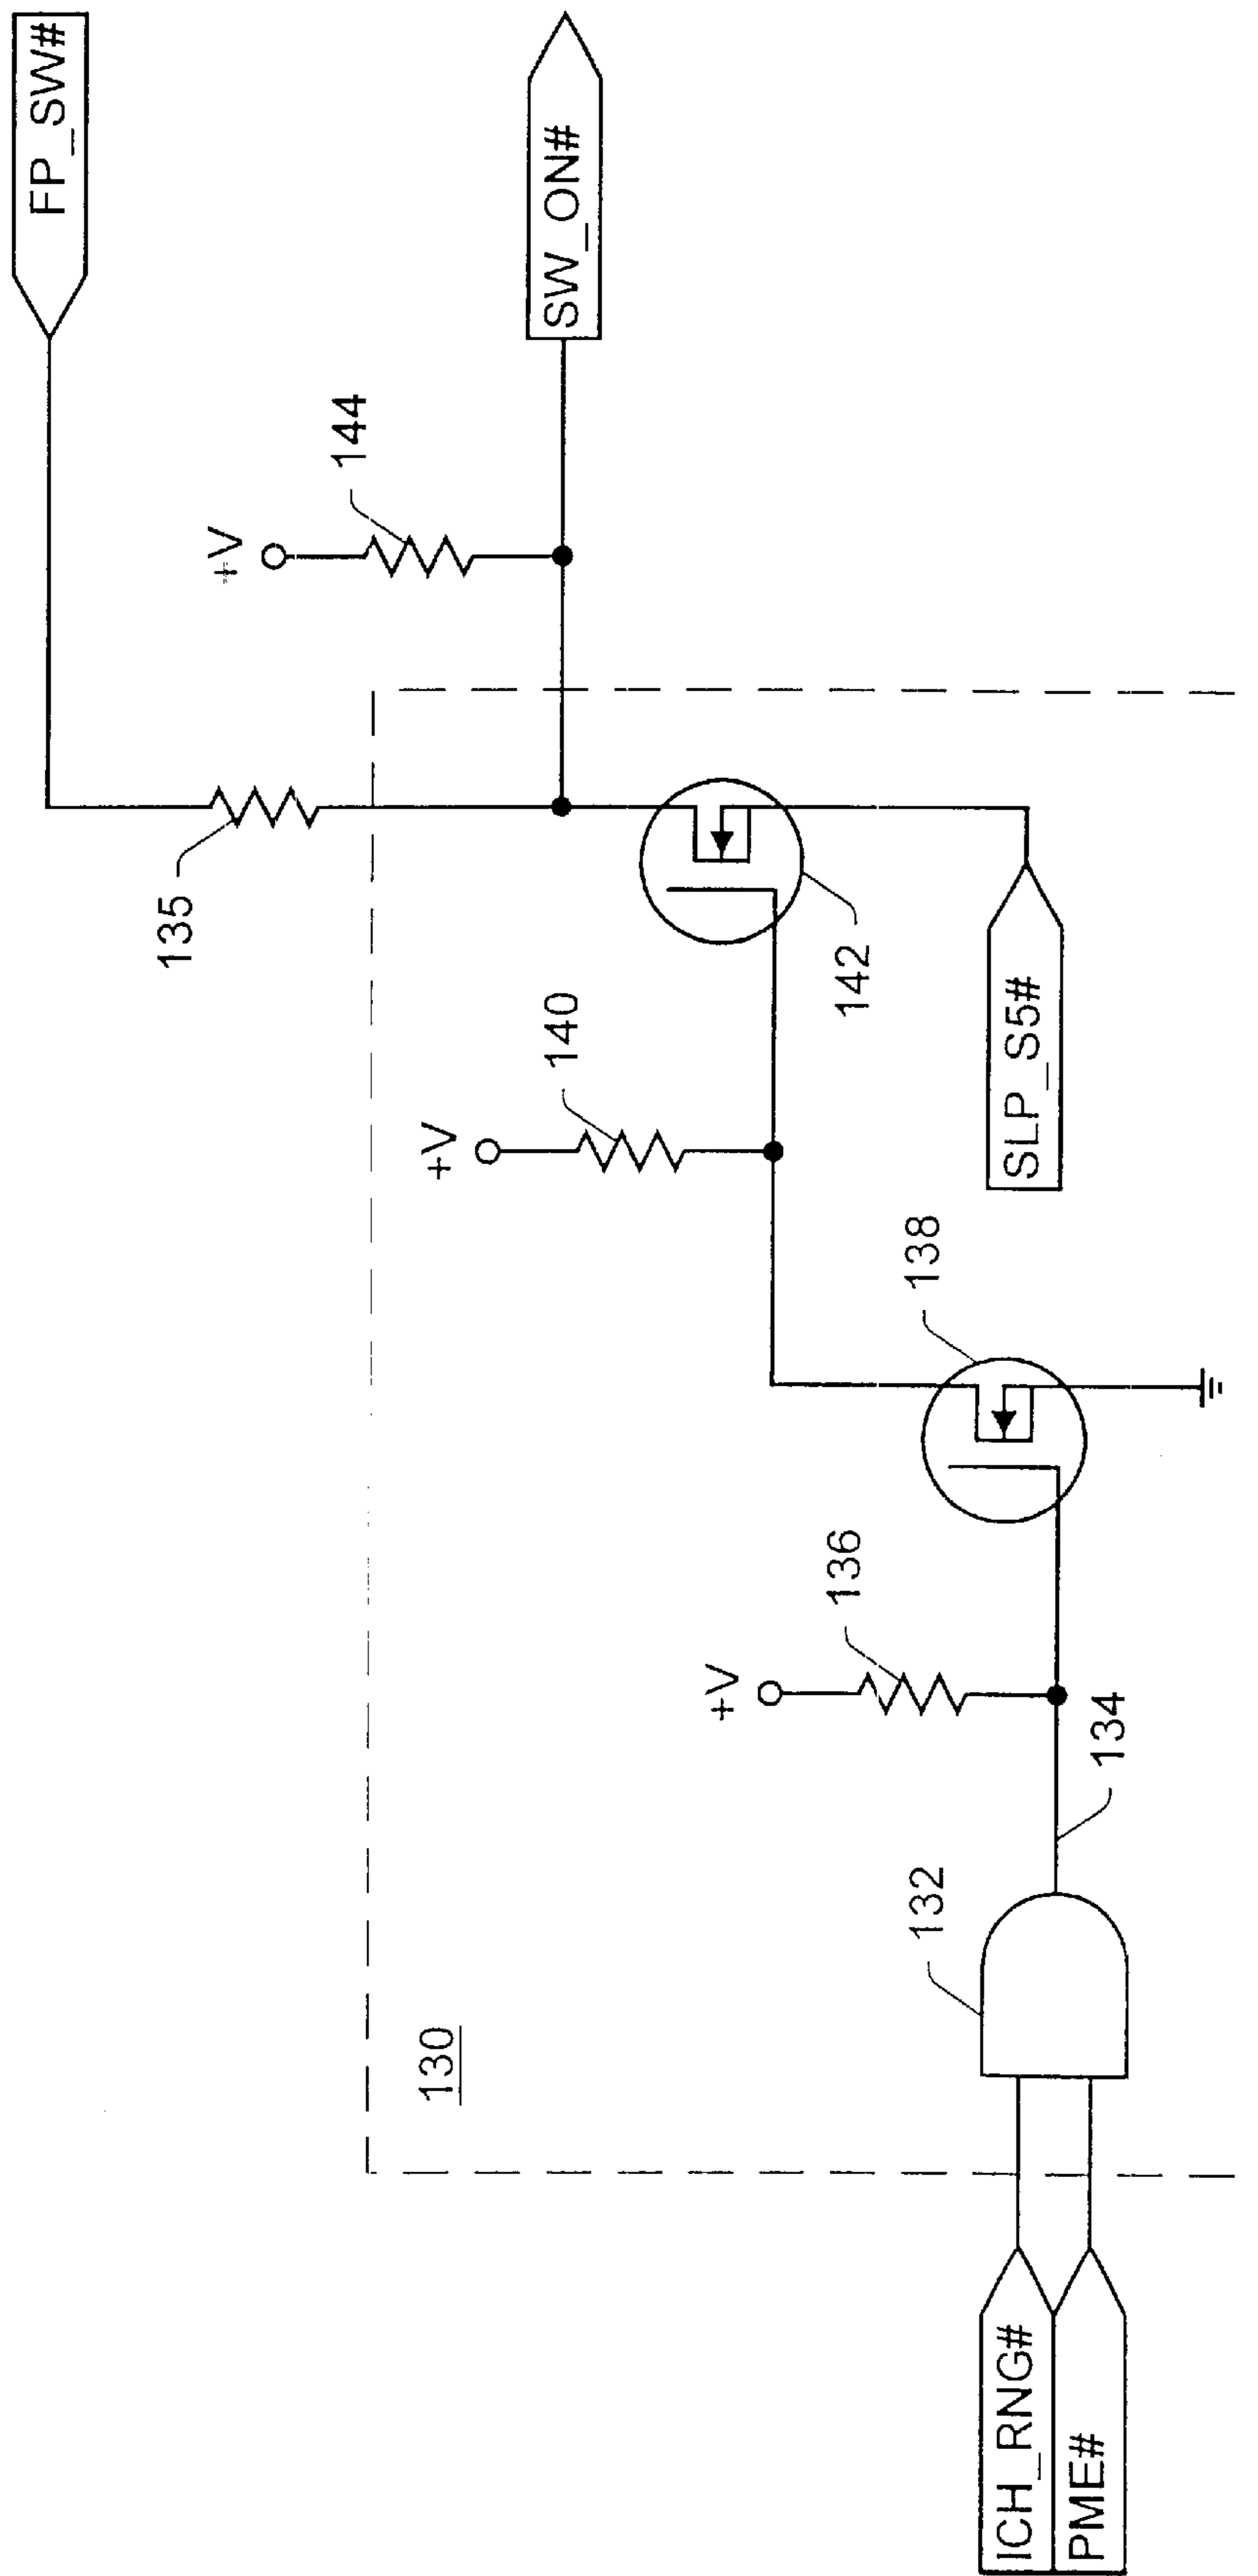 FP_SW#
SW_ON#
+V
144
135
+V
140
142
SLP_S5#
138
+V
136
134
132
130
ICH_RNG#
PME#